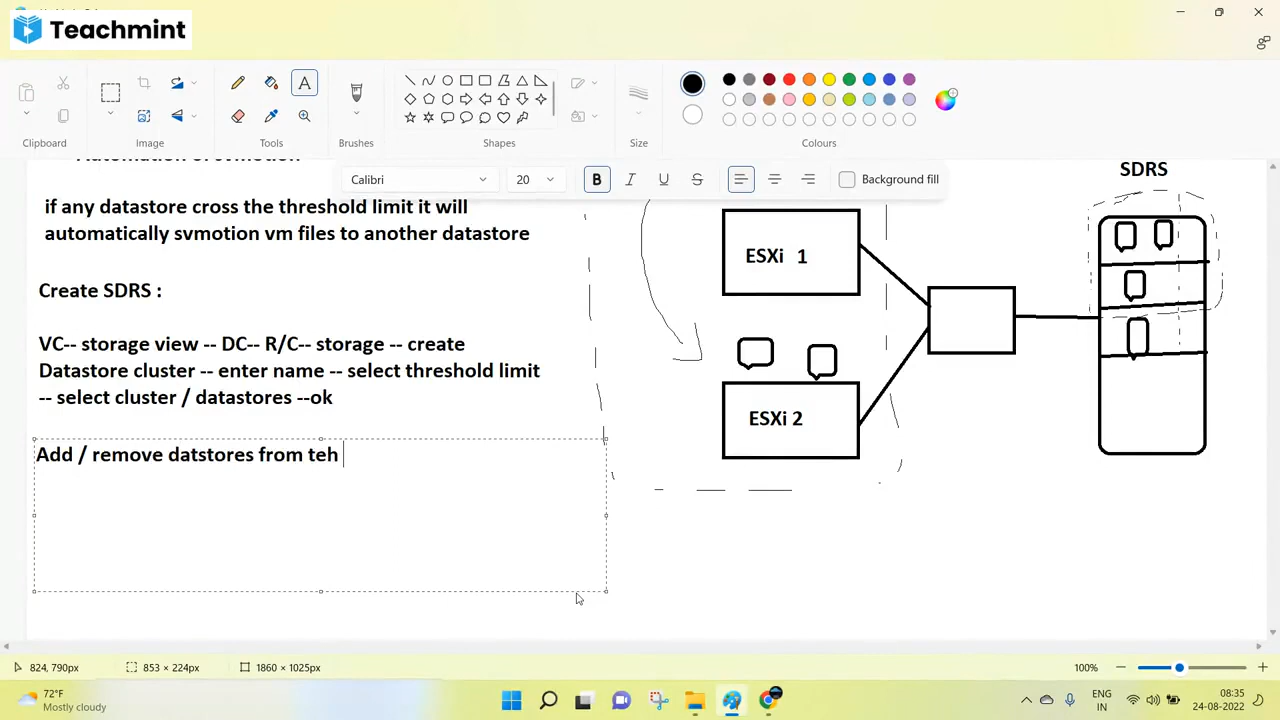 Teachmint
Clipboard
Image
Tools
Brushes
Shapes
Size
Colours
Calibri
20
B
I
U
Background fill
if any datastore cross the threshold limit it will
automatically svmotion vm files to another datastore
Create SDRS :
VC-- storage view -- DC-- R/C-- storage -- create
Datastore cluster -- enter name -- select threshold limit
-- select cluster / datastores --ok
Add / remove datstores from teh
SDRS
ESXi 1
ESXi 2
824, 790px
853 × 224px
1860 × 1025px
100%
72°F
Mostly cloudy
ENG
IN
08:35
24-08-2022